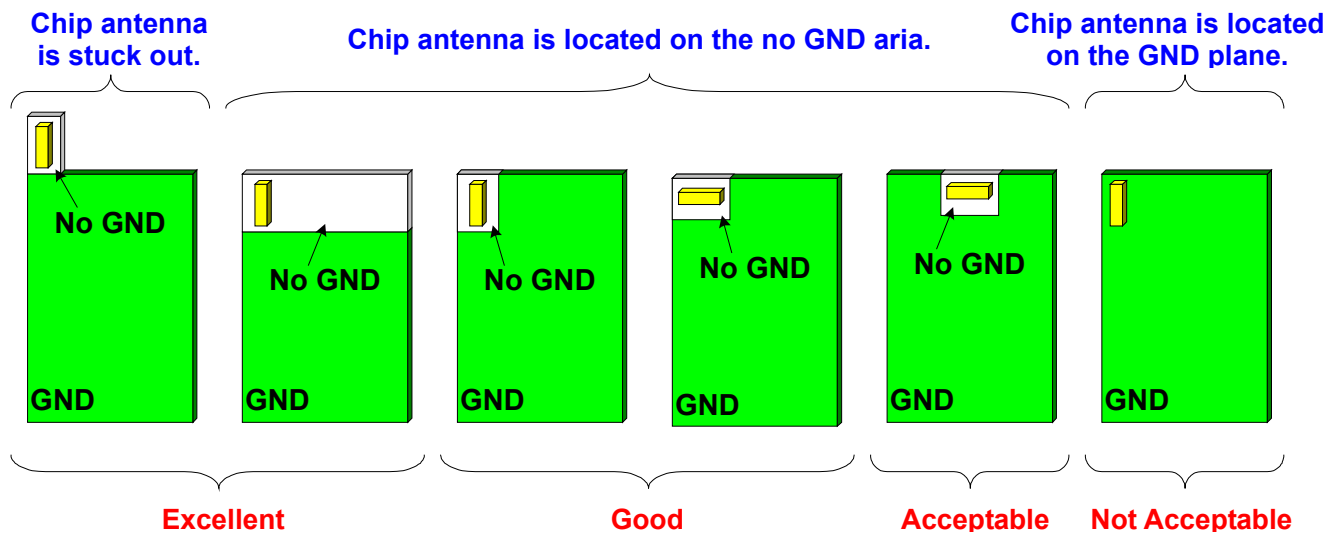 Chip antenna
is stuck out.
Chip antenna is located on the no GND aria.
Chip antenna is located
on the GND plane.
No GND
No GND
No GND
No GND
No GND
GND
GND
GND
GND
GND
GND
Excellent
Good
Acceptable
Not Acceptable